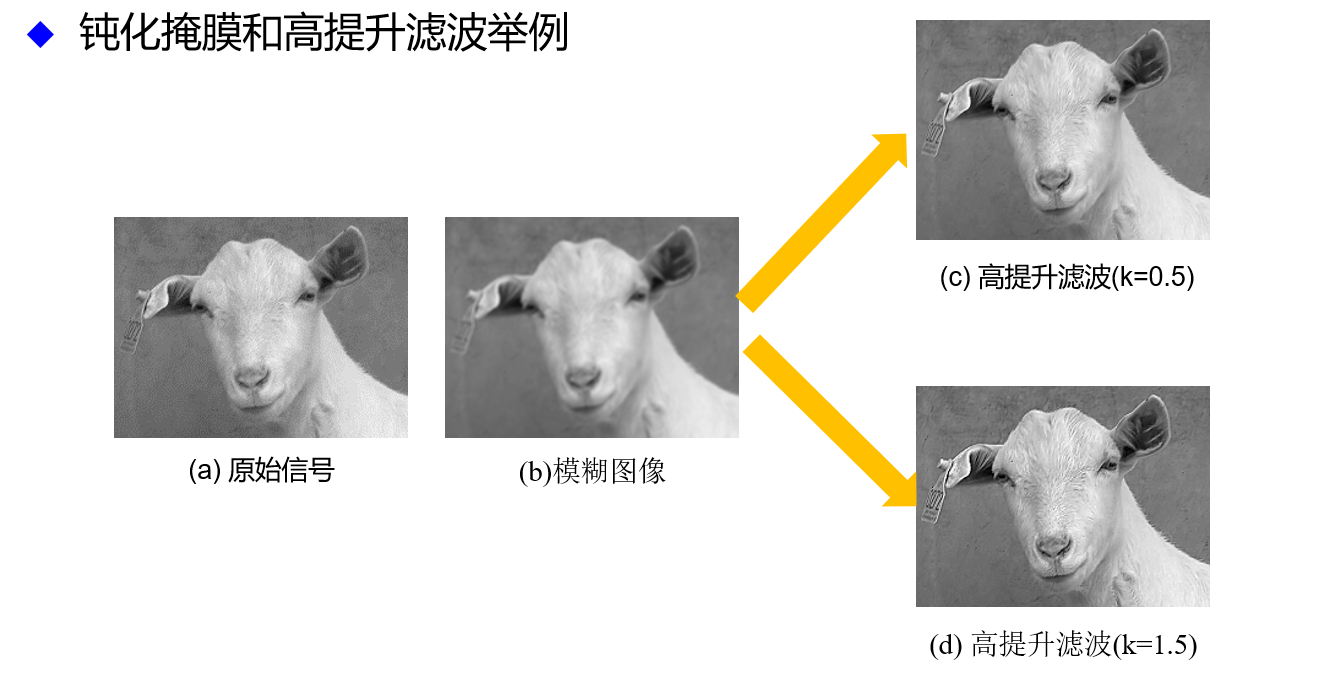 钝化掩膜和高提升滤波举例
(c) 高提升滤波(k=0.5)
(a) 原始信号
(b)模糊图像
(d) 高提升滤波(k=1.5)